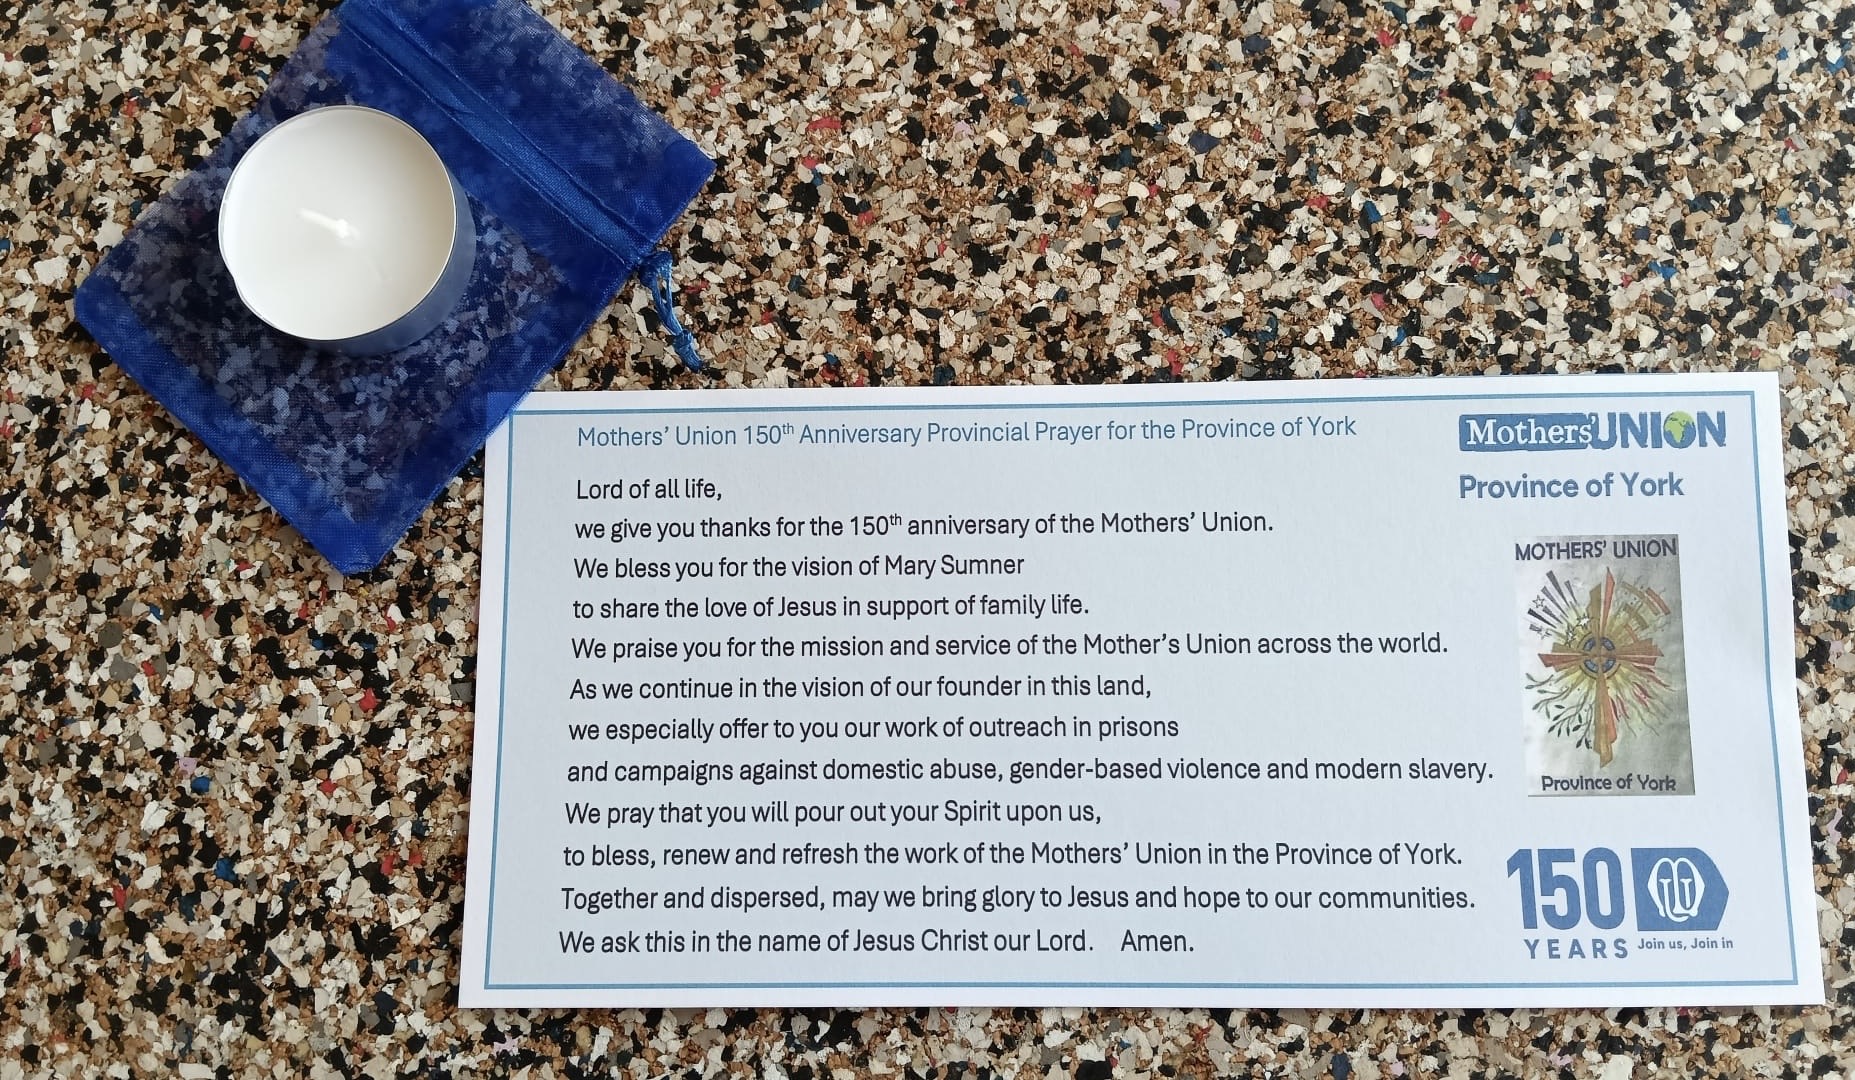 Mothers' Union 150th Anniversary Provincial Prayer for the Province of York
Mothers' UNION
Province of York
Lord of all life,
we give you thanks for the 150th anniversary of the Mothers' Union.
We bless you for the vision of Mary Sumner
to share the love of Jesus in support of family life.
We praise you for the mission and service of the Mother's Union across the world.
As we continue in the vision of our founder in this land,
we especially offer to you our work of outreach in prisons
and campaigns against domestic abuse, gender-based violence and modern slavery.
We pray that you will pour out your Spirit upon us,
to bless, renew and refresh the work of the Mothers' Union in the Province of York.
Together and dispersed, may we bring glory to Jesus and hope to our communities.
We ask this in the name of Jesus Christ our Lord. Amen.
MOTHERS' UNION
Province of York
150
YEARS
Join us, Join in